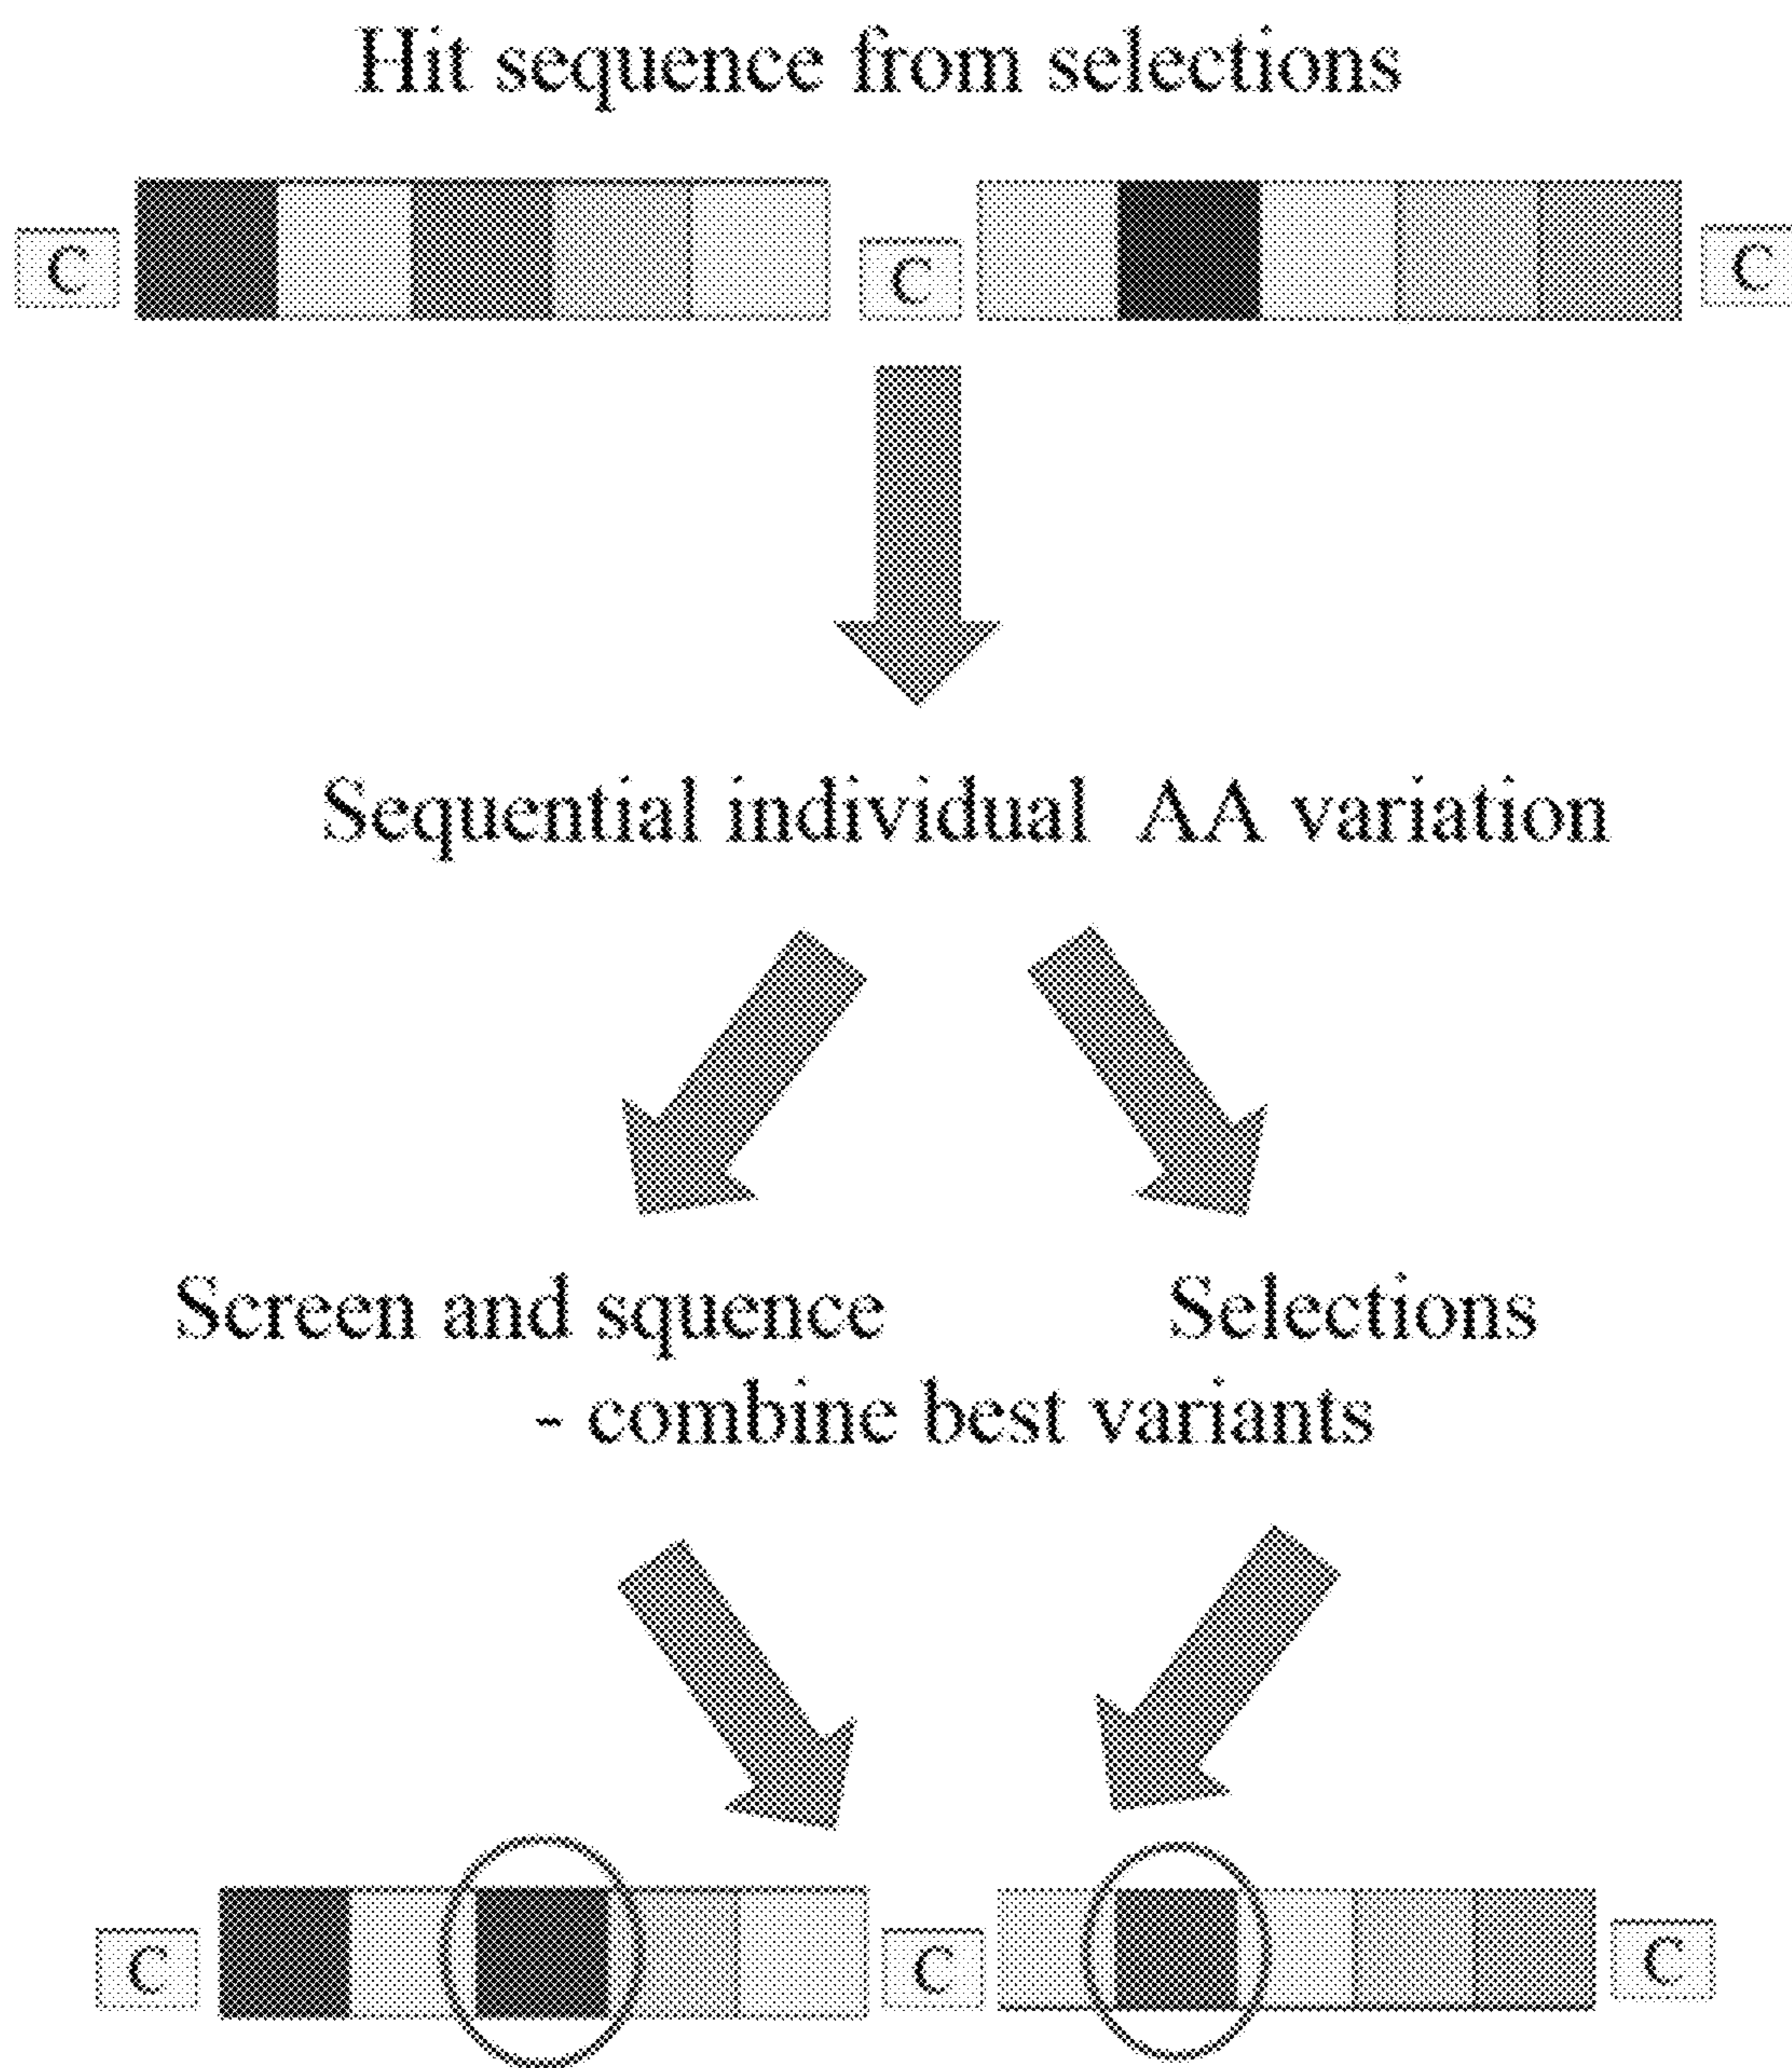 Hit sequence from selections
C C C
Sequential individual AA variation
Screen and squence Selections
- combine best variants
C C C